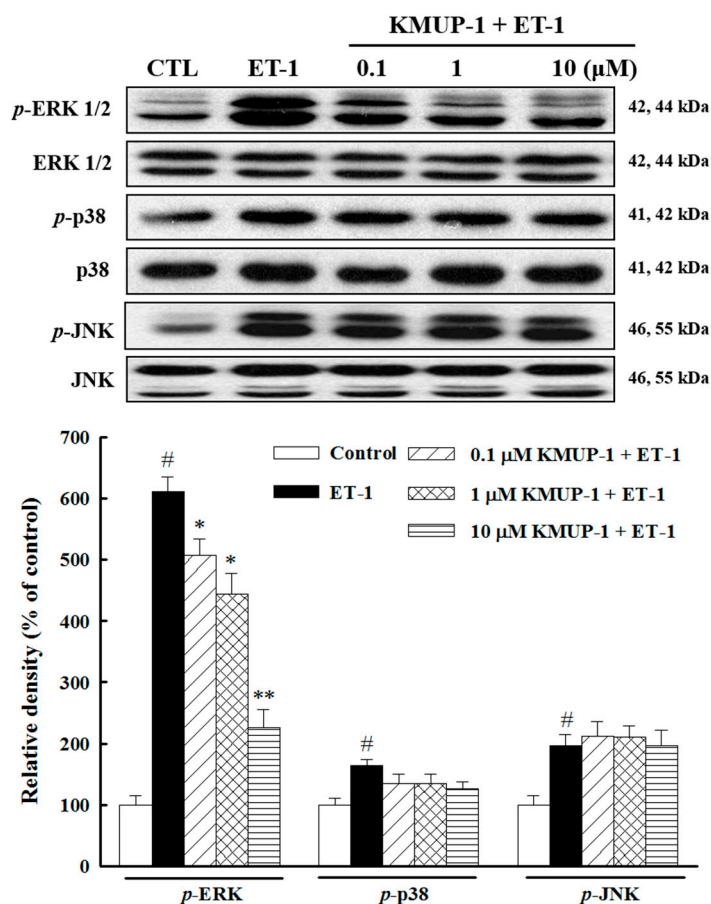 KMUP-1 + ET-1
CTL ET-1 0.1 1 10 (μM)
p-ERK 1/2 42, 44 kDa
ERK 1/2 42, 44 kDa
p-p38 41, 42 kDa
p38 41, 42 kDa
p-JNK 46, 55 kDa
JNK 46, 55 kDa
Relative density (% of control)
700
600
500
400
300
200
100
0
Control
ET-1
0.1 μM KMUP-1 + ET-1
1 μM KMUP-1 + ET-1
10 μM KMUP-1 + ET-1
# * * **
#
#
p-ERK p-p38 p-JNK